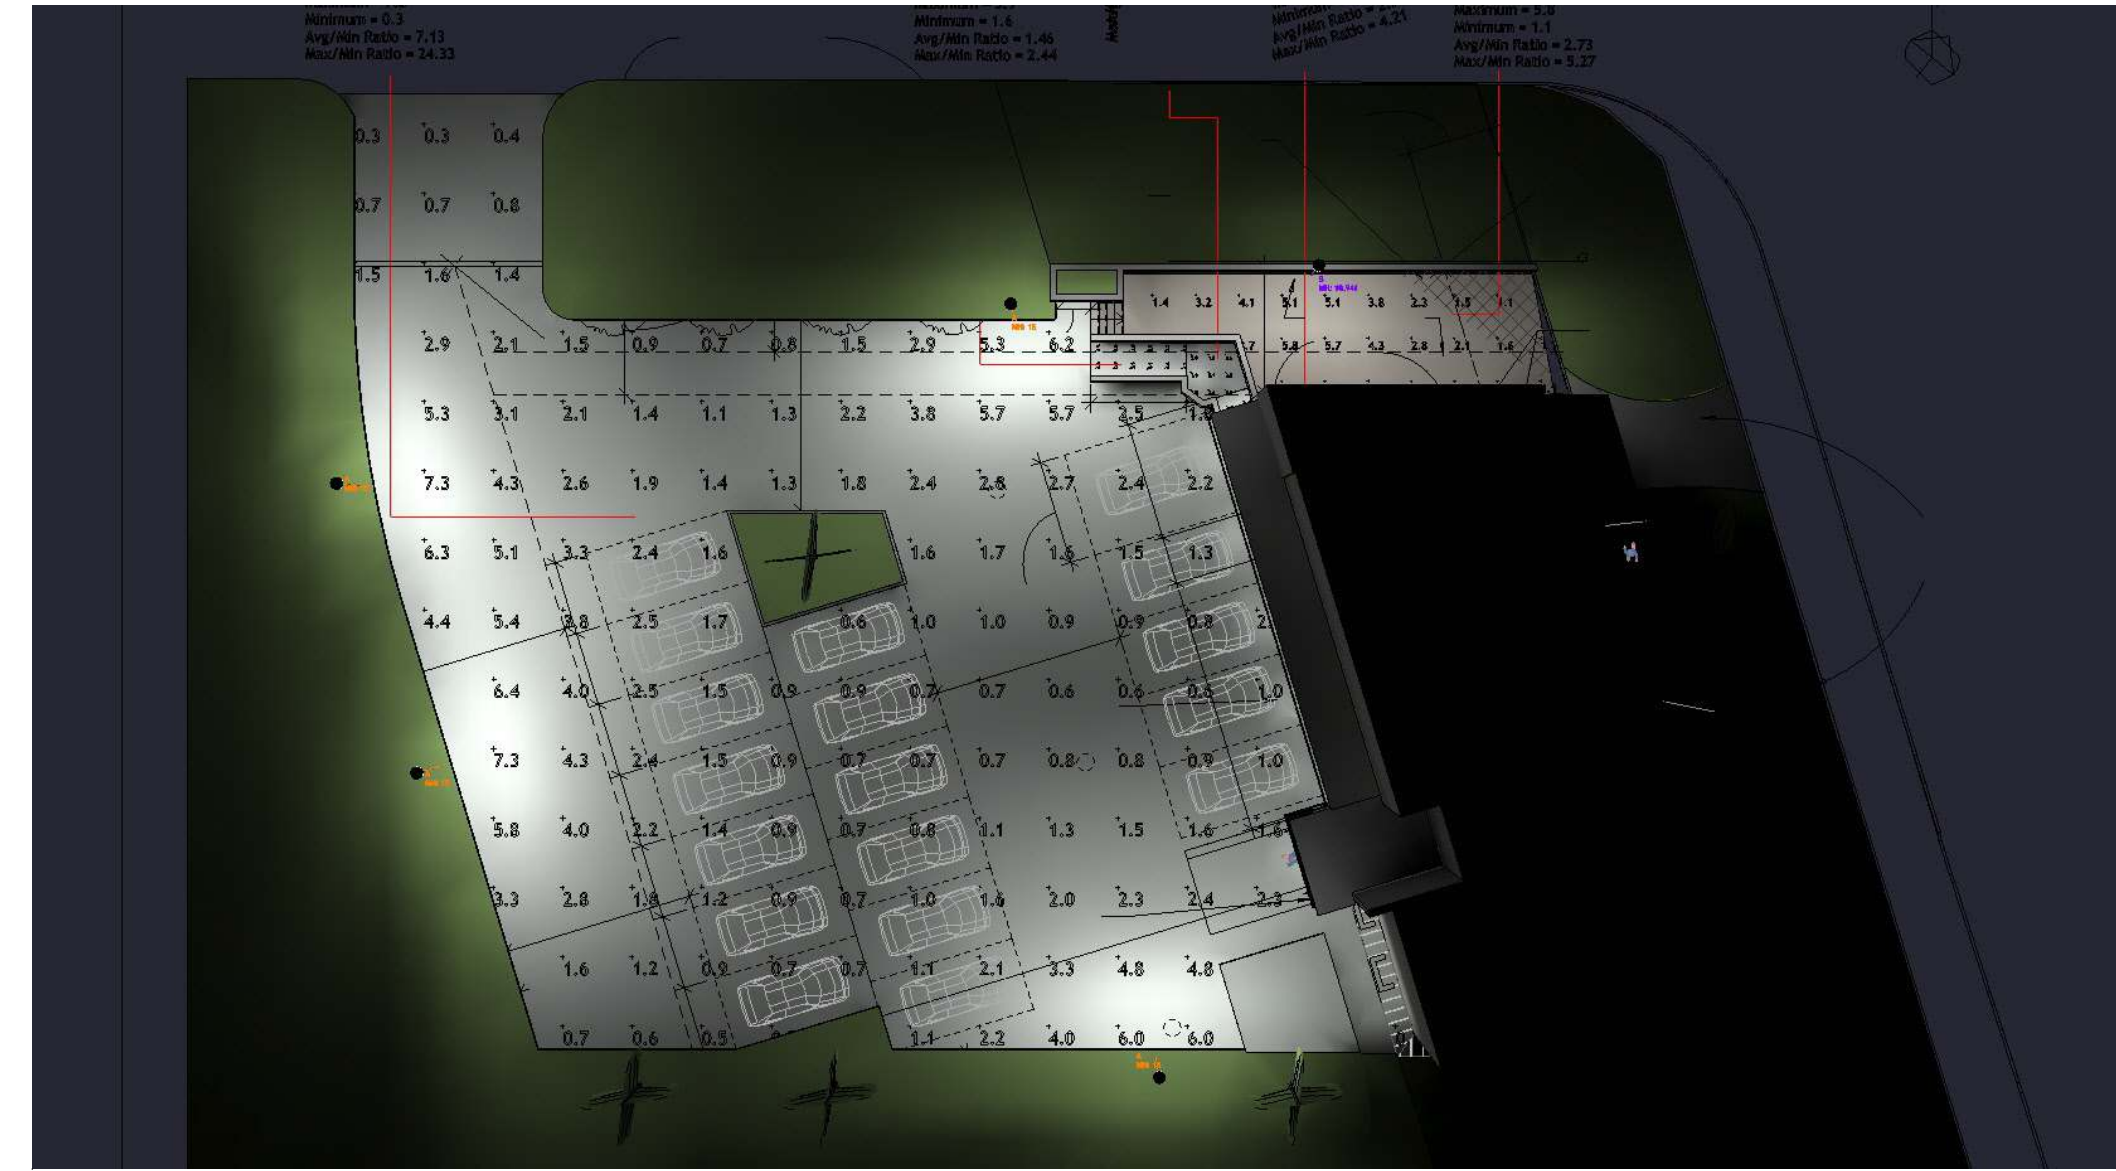 Minimum = 0.3
Avg/Min Ratio = 7.13
Max/Min Ratio = 24.33
Minimum = 1.6
Avg/Min Ratio = 1.46
Max/Min Ratio = 2.44
Avg/Min Ratio =
Max/Min Ratio = 4.21
Maximum = 5.8
Minimum = 1.1
Avg/Min Ratio = 2.73
Max/Min Ratio = 5.27
0.3 0.3 0.4
0.7 0.7 0.8
1.5 1.6 1.4
1.4 3.2 4.1 5.1 5.1 3.8 2.3 1.5 1.1
2.9 2.1 1.5 0.9 0.7 0.8 1.5 2.9 5.3 6.2
5.8 5.7 4.3 2.8 2.1 1.6
5.3 3.1 2.1 1.4 1.1 1.3 2.2 3.8 5.7 5.7 2.5
7.3 4.3 2.6 1.9 1.4 1.3 1.8 2.4 2.8 2.7 2.4 2.2
6.3 5.1 3.3 2.4 1.6 1.6 1.7 1.6 1.5 1.3
4.4 5.4 3.8 2.5 1.7 0.6 1.0 1.0 0.9 0.9 0.8
6.4 4.0 2.5 1.5 0.9 0.9 0.7 0.7 0.6 0.6 0.6 1.0
7.3 4.3 2.4 1.5 0.9 0.7 0.7 0.7 0.8 0.8 0.9 1.0
5.8 4.0 2.2 1.4 0.9 0.7 0.8 1.1 1.3 1.5 1.6 1.6
3.3 2.8 1.8 1.2 0.9 0.7 1.0 1.6 2.0 2.3 2.4 2.3
1.6 1.2 0.9 0.7 0.7 1.1 2.1 3.3 4.8 4.8
0.7 0.6 0.5 1.1 2.2 4.0 6.0 6.0